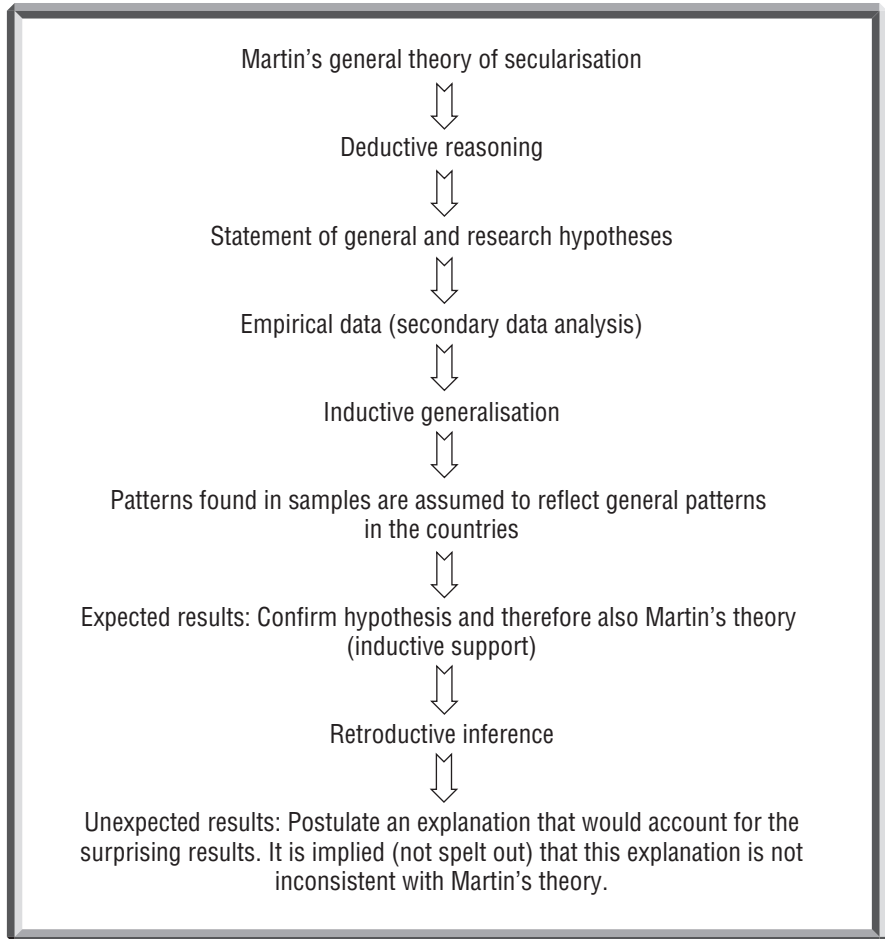 Martin's general theory of secularisation
Deductive reasoning
Statement of general and research hypotheses
Empirical data (secondary data analysis)
Inductive generalisation
Patterns found in samples are assumed to reflect general patterns
in the countries
Expected results: Confirm hypothesis and therefore also Martin's theory
(inductive support)
Retroductive inference
Unexpected results: Postulate an explanation that would account for the
surprising results. It is implied (not spelt out) that this explanation is not
inconsistent with Martin's theory.